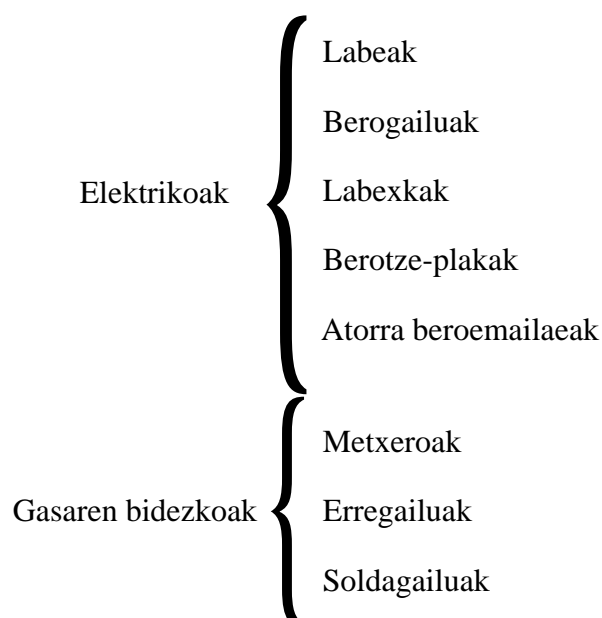 Elektrikoak
Labeak
Berogailuak
Labexkak
Berotze-plakak
Atorra beroemailaeak
Gasaren bidezkoak
Metxeroak
Erregailuak
Soldagailuak